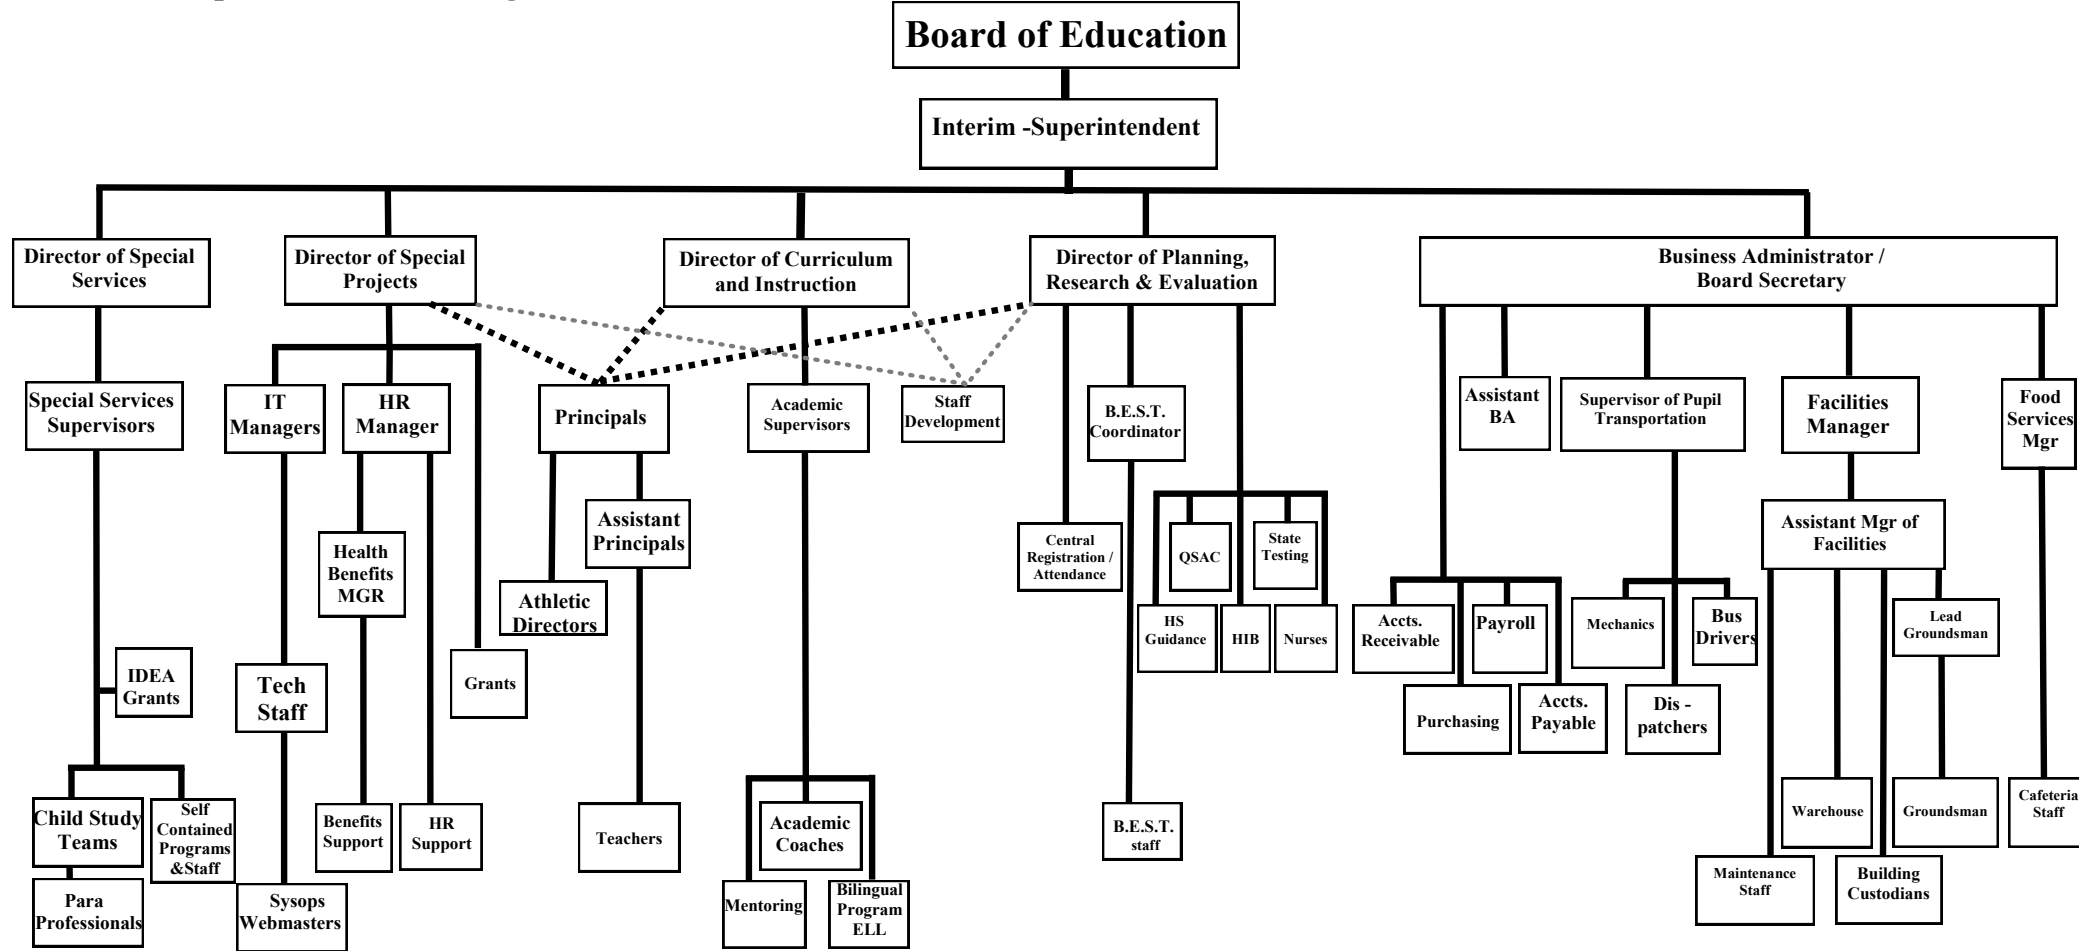 Board of Education
Interim -Superintendent
Director of Special
Services
Director of Special
Projects
Director of Curriculum
and Instruction
Director of Planning,
Research & Evaluation
Business Administrator /
Board Secretary
Special Services
Supervisors
IT
Managers
HR
Manager
Principals
Academic
Supervisors
Staff
Development
B.E.S.T.
Coordinator
Assistant
BA
Supervisor of Pupil
Transportation
Facilities
Manager
Food
Services
Mgr
Assistant
Principals
Health
Benefits
MGR
Athletic
Directors
Central
Registration /
Attendance
QSAC
State
Testing
HS
Guidance
HIB
Nurses
Assistant Mgr of
Facilities
Accts.
Receivable
Payroll
Purchasing
Accts.
Payable
Mechanics
Bus
Drivers
Dis -
patchers
Lead
Groundsman
IDEA
Grants
Tech
Staff
Grants
Child Study
Teams
Self
Contained
Programs
&Staff
Para
Professionals
Sysops
Webmasters
Benefits
Support
HR
Support
Teachers
Academic
Coaches
Mentoring
Bilingual
Program
ELL
B.E.S.T.
staff
Warehouse
Groundsman
Cafeteria
Staff
Maintenance
Staff
Building
Custodians